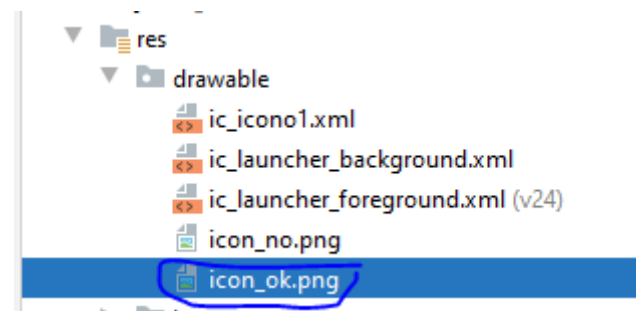 res
drawable
ic_icono1.xml
ic_launcher_background.xml
ic_launcher_foreground.xml (v24)
icon_no.png
icon_ok.png